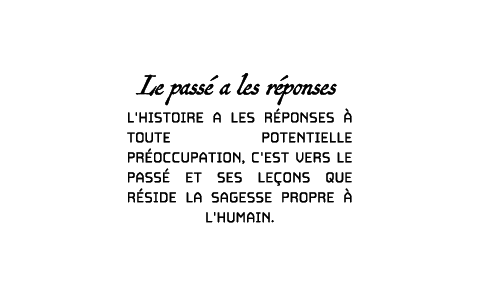 Le passé a les réponses
L'HISTOIRE A LES RÉPONSES À
TOUTE POTENTIELLE
PRÉOCCUPATION, C'EST VERS LE
PASSÉ ET SES LEÇONS QUE
RÉSIDE LA SAGESSE PROPRE À
L'HUMAIN.